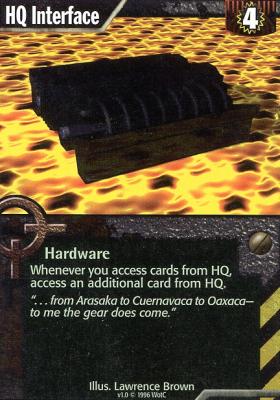 HQ Interface
4
Hardware
Whenever you access cards from HQ,
access an additional card from HQ.
“. . . from Arasaka to Cuernavaca to Oaxaca—
to me the gear does come.”
Illus. Lawrence Brown
v1.0 © 1996 WotC